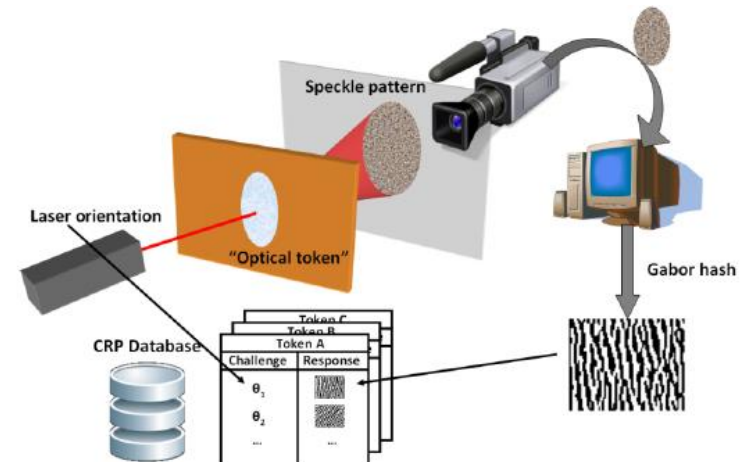 Speckle pattern
Laser orientation
"Optical token"
Gabor hash
CRP Database
Token C
Token B
Token A
Challenge Response
θ₁
θ₂
... ...